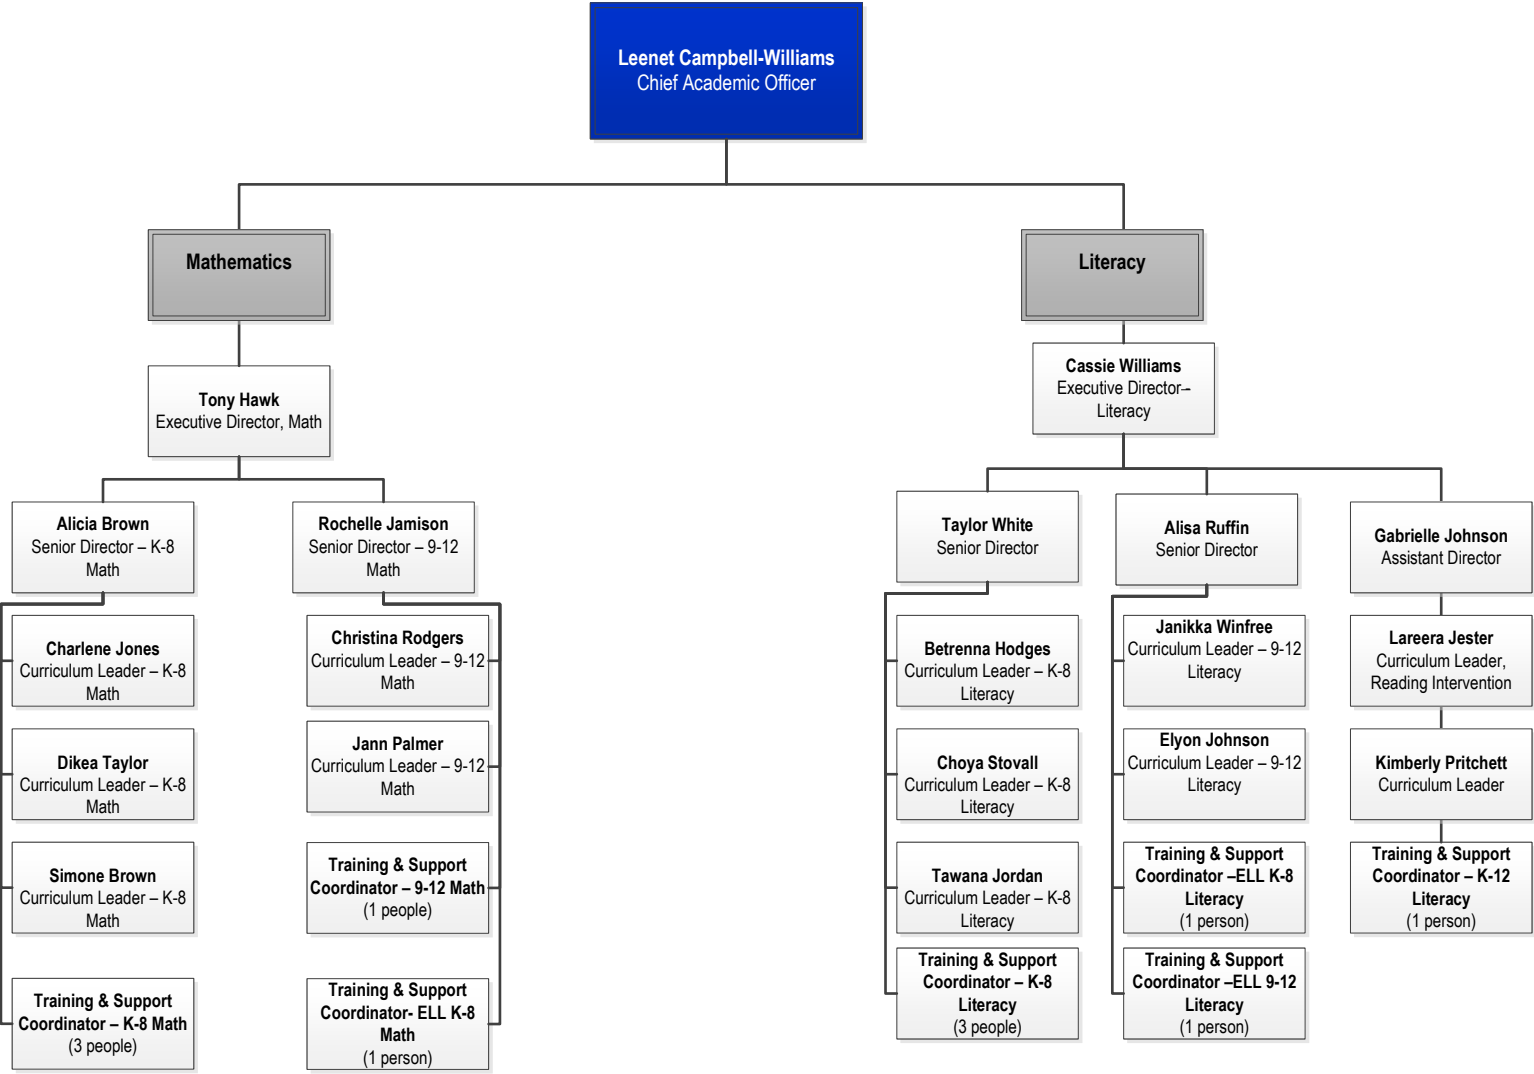 Leenet Campbell-Williams
Chief Academic Officer
Mathematics
Literacy
Tony Hawk
Executive Director, Math
Cassie Williams
Executive Director–
Literacy
Alicia Brown
Senior Director – K-8
Math
Rochelle Jamison
Senior Director – 9-12
Math
Taylor White
Senior Director
Alisa Ruffin
Senior Director
Gabrielle Johnson
Assistant Director
Charlene Jones
Curriculum Leader – K-8
Math
Christina Rodgers
Curriculum Leader – 9-12
Math
Betrenna Hodges
Curriculum Leader – K-8
Literacy
Janikka Winfree
Curriculum Leader – 9-12
Literacy
Lareera Jester
Curriculum Leader,
Reading Intervention
Dikea Taylor
Curriculum Leader – K-8
Math
Jann Palmer
Curriculum Leader – 9-12
Math
Choya Stovall
Curriculum Leader – K-8
Literacy
Elyon Johnson
Curriculum Leader – 9-12
Literacy
Kimberly Pritchett
Curriculum Leader
Simone Brown
Curriculum Leader – K-8
Math
Training & Support
Coordinator – 9-12 Math
(1 people)
Tawana Jordan
Curriculum Leader – K-8
Literacy
Training & Support
Coordinator –ELL K-8
Literacy
(1 person)
Training & Support
Coordinator – K-12
Literacy
(1 person)
Training & Support
Coordinator – K-8 Math
(3 people)
Training & Support
Coordinator- ELL K-8
Math
(1 person)
Training & Support
Coordinator – K-8
Literacy
(3 people)
Training & Support
Coordinator –ELL 9-12
Literacy
(1 person)